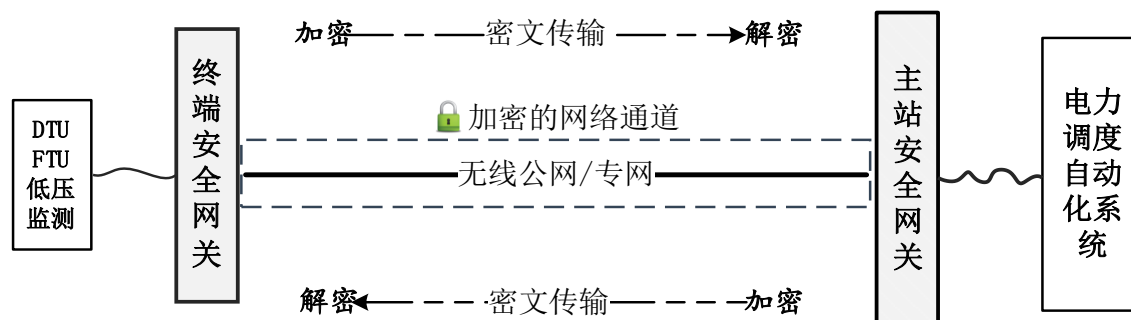 加密 密文传输 解密
终端安全网关
主站安全网关
DTU
FTU
低压
监测
加密的网络通道
无线公网/专网
电力
调度
自动
化系
统
解密 密文传输 加密